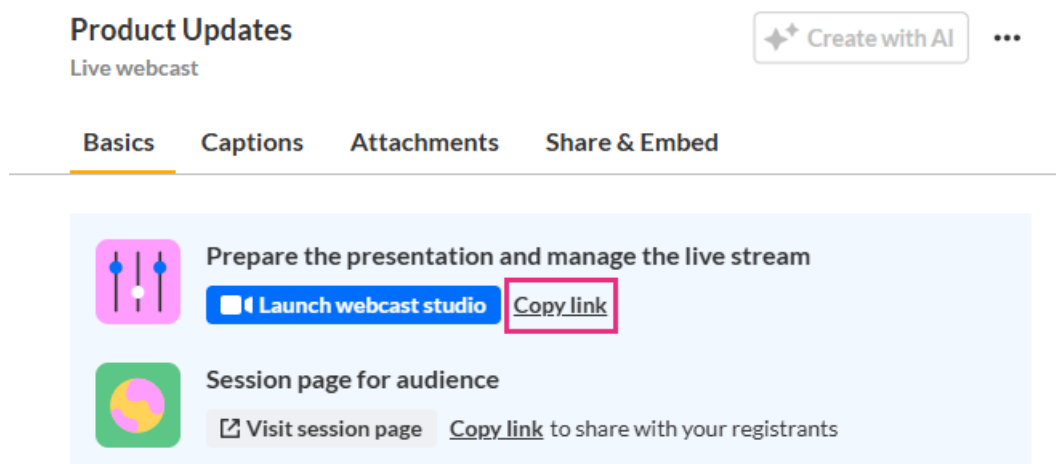 Product Updates
Create with AI
Live webcast
Basics Captions Attachments Share & Embed
Prepare the presentation and manage the live stream
Launch webcast studio Copy link
Session page for audience
Visit session page Copy link to share with your registrants